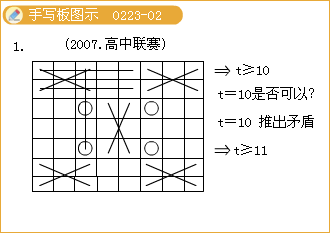 手写板图示 0223-02
1. (2007.高中联赛)
⇒ t≥10
t=10是否可以?
t=10 推出矛盾
⇒ t≥11